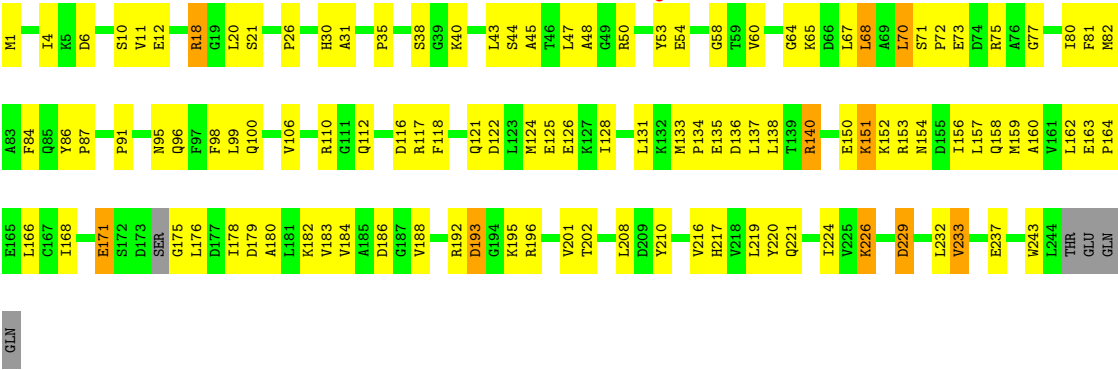 M1 I4 K5 D6 S10 V11 E12 R18 G19 L20 S21 P26 H30 A31 P35 S38 G39 K40 L43 S44 A45 T46 L47 A48 G49 R50 Y53 E54 G58 T59 V60 G64 K65 D66 L67 L68 A69 L70 S71 P72 E73 D74 R75 A76 G77 I80 F81 M82
A83 F84 Q85 Y86 P87 P91 N95 Q96 F97 F98 L99 Q100 V106 R110 G111 Q112 D116 R117 F118 Q121 D122 L123 M124 E125 E126 K127 I128 L131 K132 M133 P134 E135 D136 L137 L138 T139 R140 E150 K151 K152 R153 N154 D155 I156 L157 Q158 M159 A160 V161 L162 E163 P164
E165 L166 C167 I168 E171 S172 D173 SER G175 L176 D177 I178 D179 A180 L181 K182 V183 V184 A185 D186 G187 V188 R192 D193 G194 K195 R196 V201 T202 L208 D209 Y210 V216 H217 V218 L219 Y220 Q221 I224 V225 K226 D229 L232 V233 E237 W243 L244 THR GLU GLN
GLN